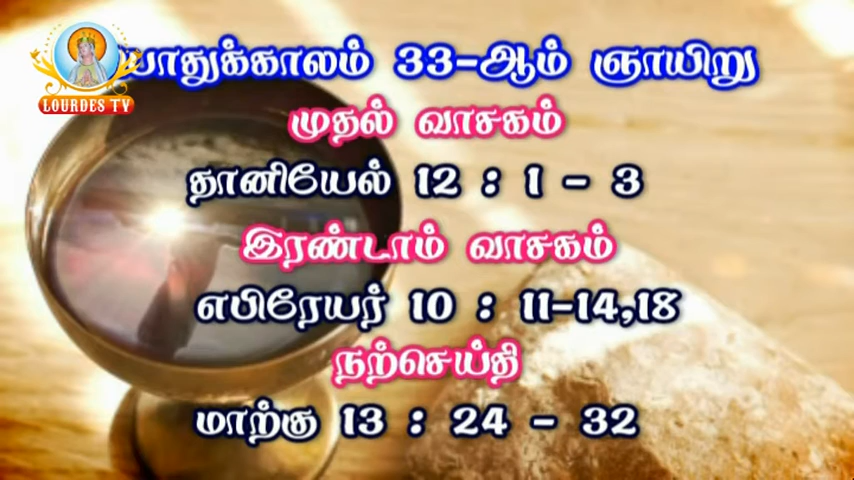 LOURDES TV
பொதுக்காலம் 33-ஆம் ஞாயிறு
முதல் வாசகம்
தானியேல் 12 : 1 - 3
இரண்டாம் வாசகம்
எபிரேயர் 10 : 11-14,18
நற்செய்தி
மாற்கு 13 : 24 - 32